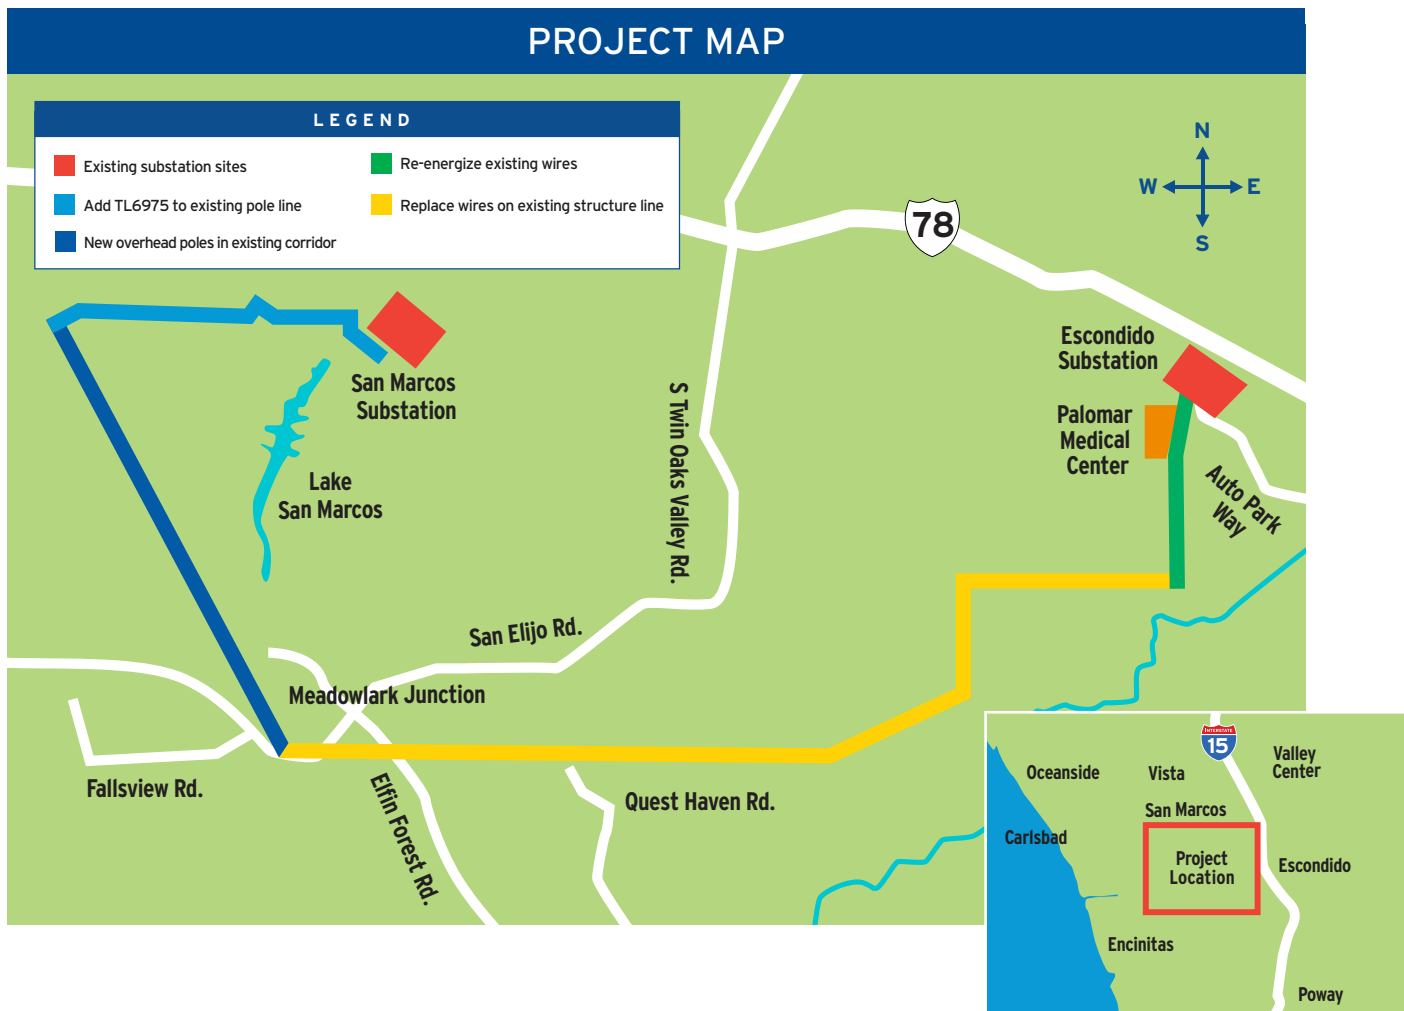 PROJECT MAP
LEGEND
Existing substation sites
Re-energize existing wires
Add TL6975 to existing pole line
Replace wires on existing structure line
New overhead poles in existing corridor
N
W
E
S
78
Escondido
Substation
San Marcos
Substation
Palomar
Medical
Center
S Twin Oaks Valley Rd.
Lake
San Marcos
Auto Park
Way
San Elijo Rd.
Meadowlark Junction
Fallsview Rd.
Elfin Forest Rd.
Quest Haven Rd.
INTERSTATE
15
Valley
Center
Oceanside
Vista
San Marcos
Carlsbad
Project
Location
Escondido
Encinitas
Poway